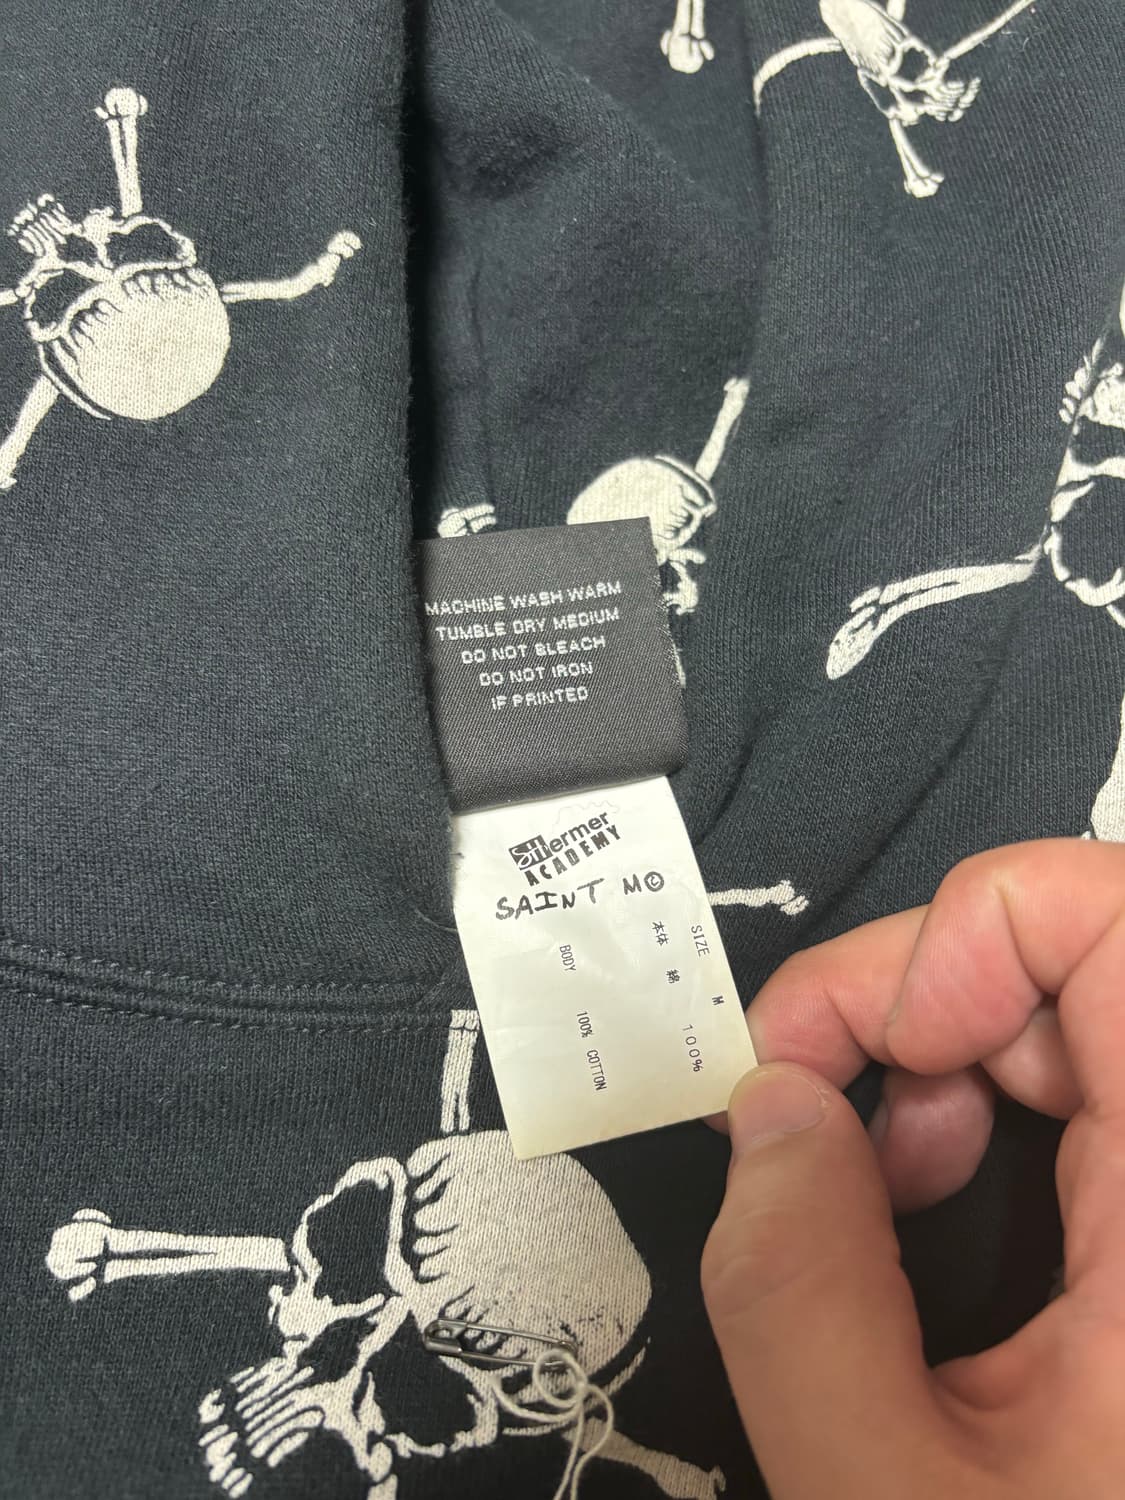 MACHINE WASH WARM
TUMBLE DRY MEDIUM
DO NOT BLEACH
DO NOT IRON
IF PRINTED
SHermer
ACADEMY
SAINT M©
SIZE M
本体 綿 100%
BODY 100% COTTON